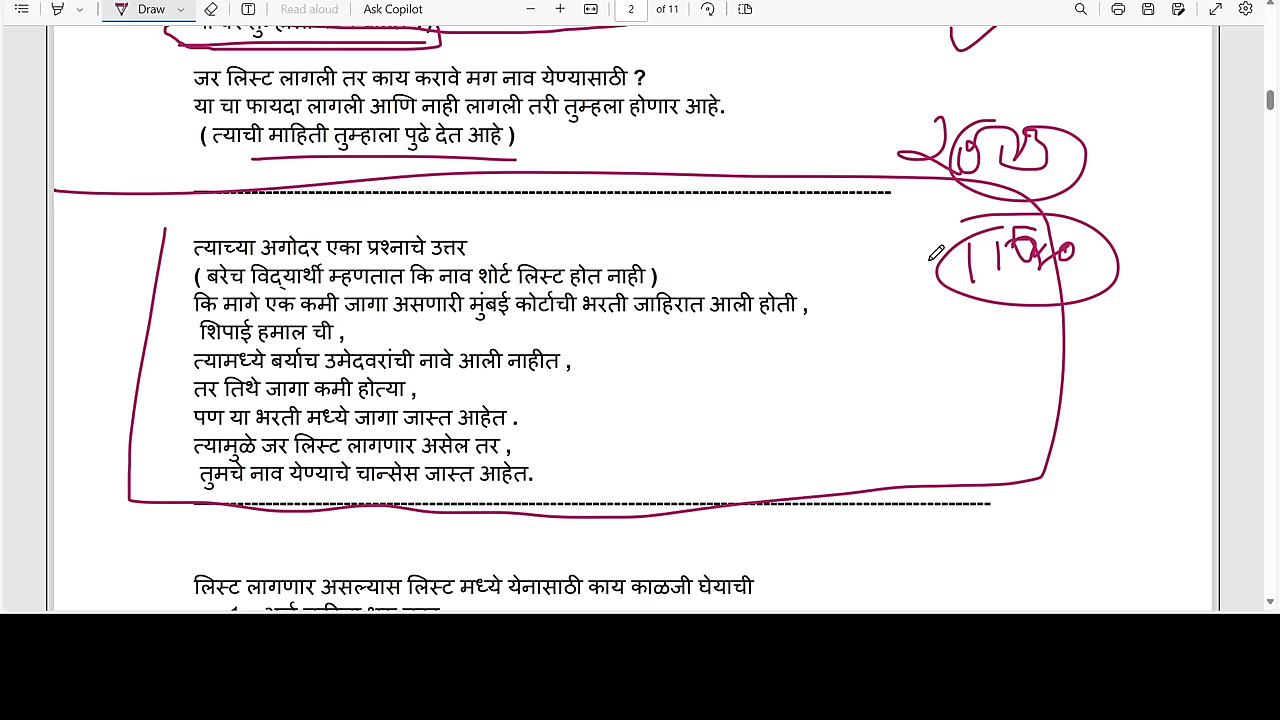 Draw
Read aloud
Ask Copilot
2
of 11
जर लिस्ट लागली तर काय करावे मग नाव येण्यासाठी ?
या चा फायदा लागली आणि नाही लागली तरी तुम्हला होणार आहे.
( त्याची माहिती तुम्हाला पुढे देत आहे )
त्याच्या अगोदर एका प्रश्नाचे उत्तर
( बरेच विद्यार्थी म्हणतात कि नाव शोर्ट लिस्ट होत नाही )
कि मागे एक कमी जागा असणारी मुंबई कोर्टाची भरती जाहिरात आली होती ,
शिपाई हमाल ची ,
त्यामध्ये बर्याच उमेदवरांची नावे आली नाहीत ,
तर तिथे जागा कमी होत्या ,
पण या भरती मध्ये जागा जास्त आहेत .
त्यामुळे जर लिस्ट लागणार असेल तर ,
तुमचे नाव येण्याचे चान्सेस जास्त आहेत.
लिस्ट लागणार असल्यास लिस्ट मध्ये येनासाठी काय काळजी घेयाची